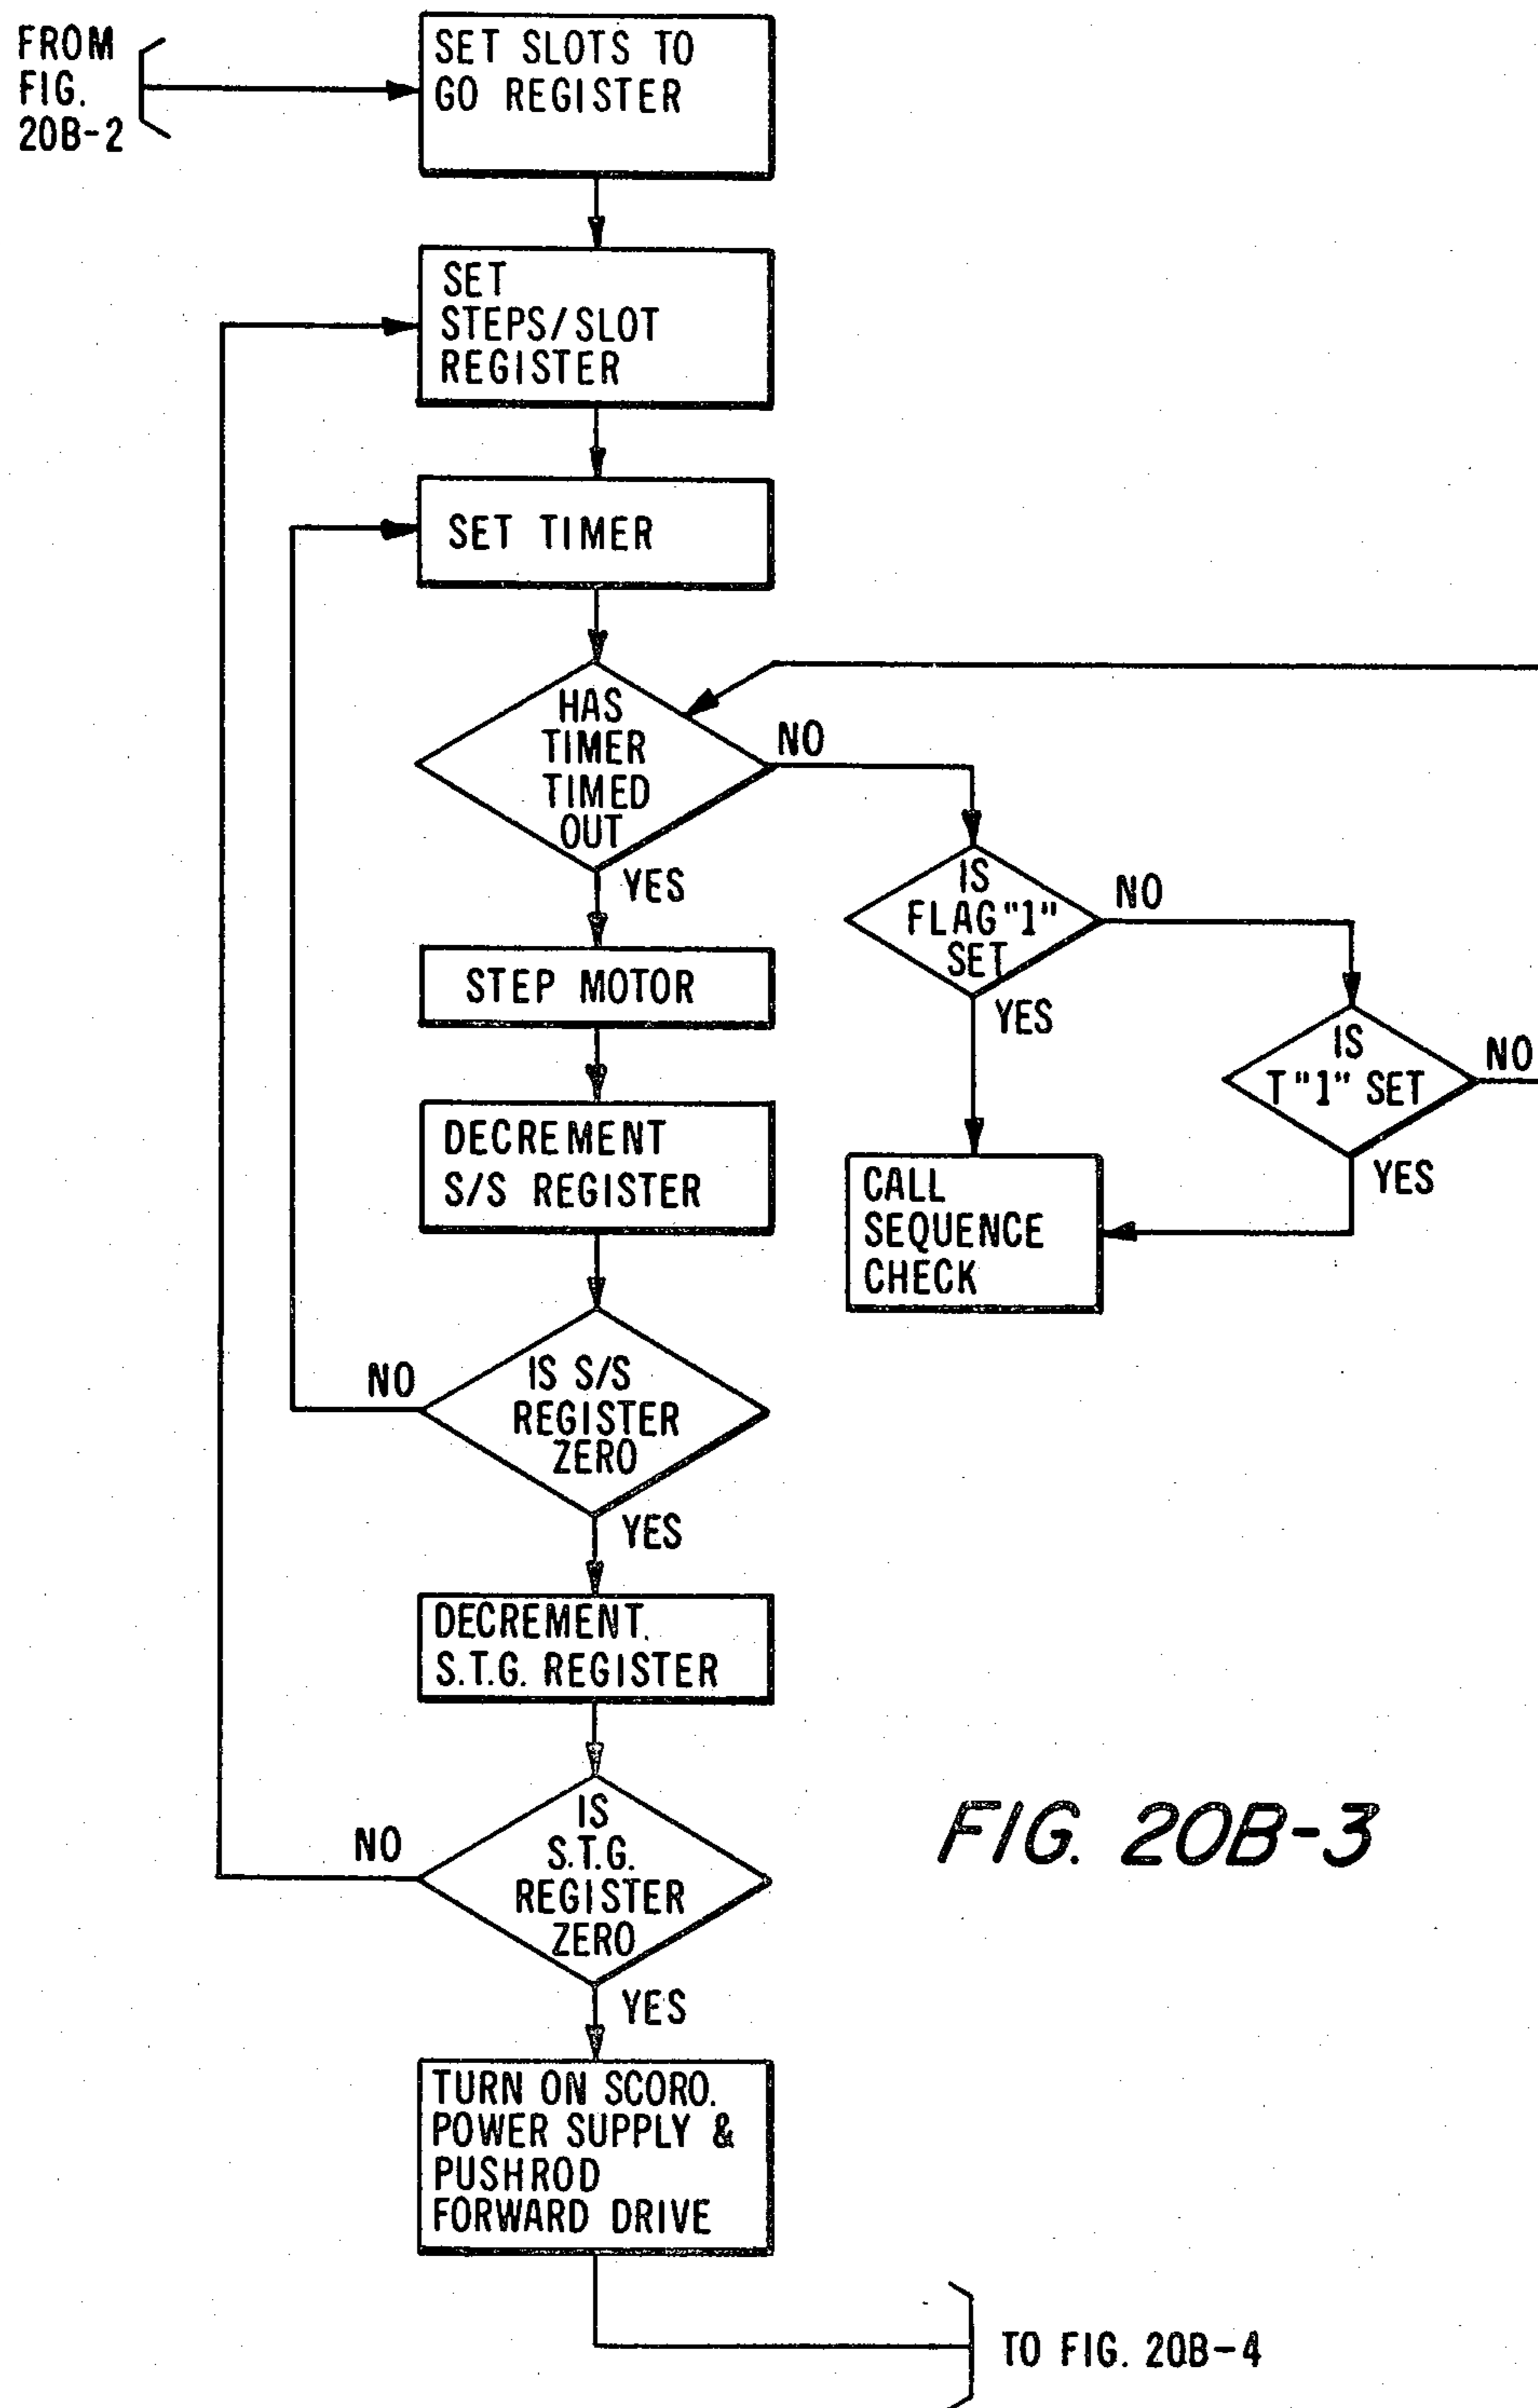 FROM
FIG.
20B-2
SET SLOTS TO
GO REGISTER
SET
STEPS/SLOT
REGISTER
SET TIMER
HAS
TIMER
TIMED
OUT
NO
YES
IS
FLAG "1"
SET
NO
YES
IS
T "1" SET
NO
YES
CALL
SEQUENCE
CHECK
STEP MOTOR
DECREMENT
S/S REGISTER
IS S/S
REGISTER
ZERO
NO
YES
DECREMENT
S.T.G. REGISTER
IS
S.T.G.
REGISTER
ZERO
NO
YES
TURN ON SCORO.
POWER SUPPLY &
PUSHROD
FORWARD DRIVE
TO FIG. 20B-4
FIG. 20B-3